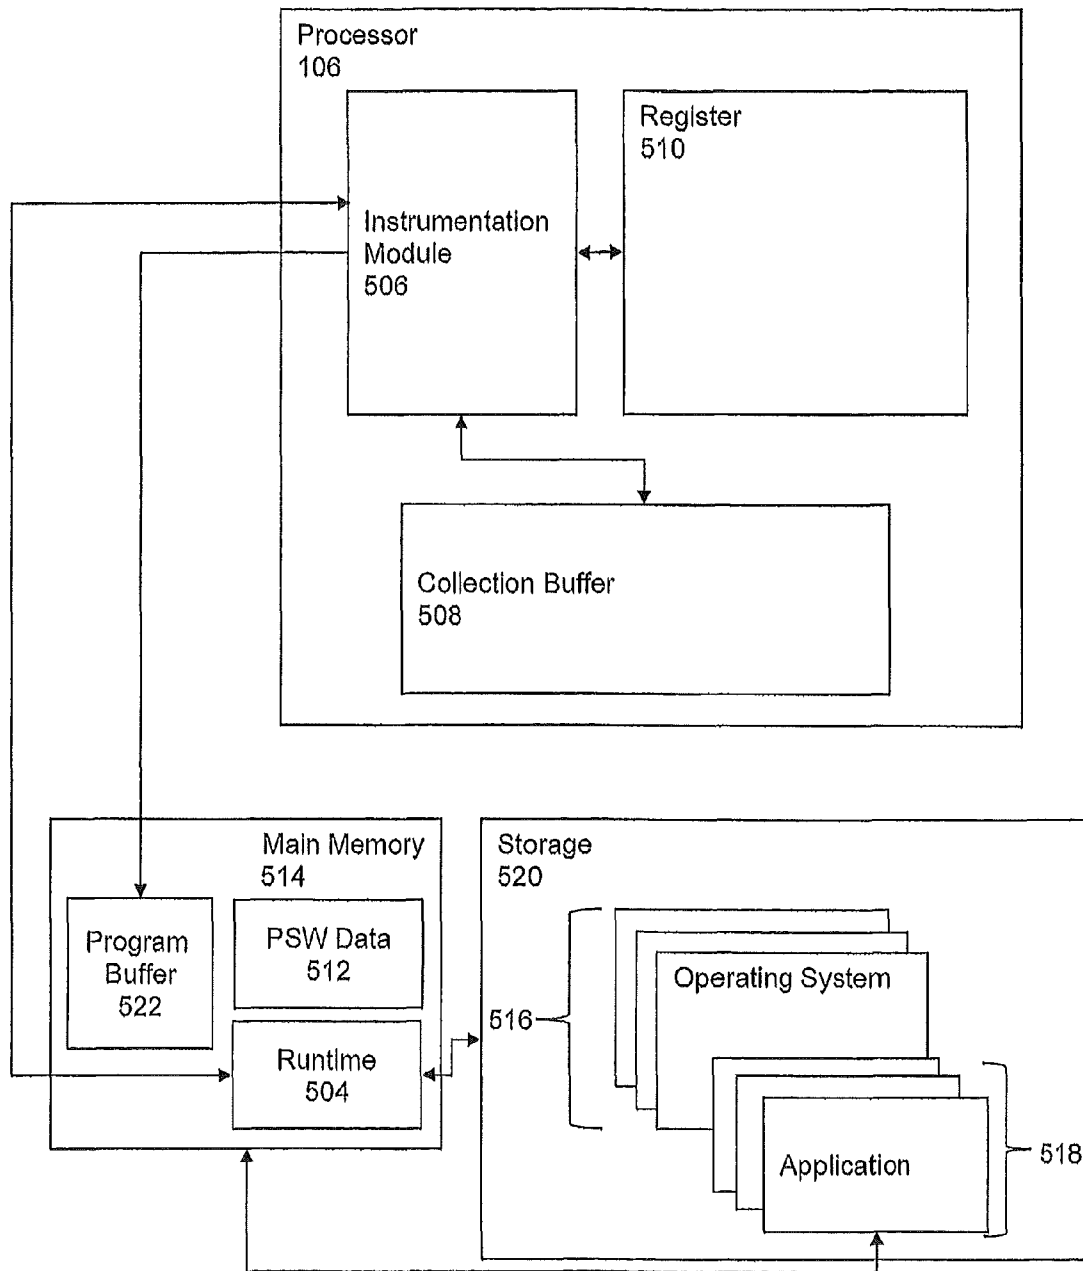 Processor
106
Register
510
Instrumentation
Module
506
Collection Buffer
508
Main Memory
514
Program
Buffer
522
PSW Data
512
Runtime
504
Storage
520
Operating System
516
Application
518